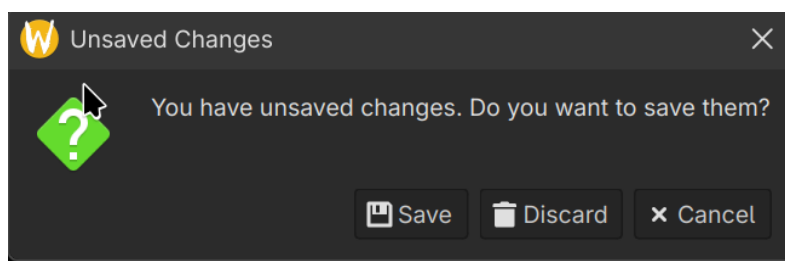 Unsaved Changes
You have unsaved changes. Do you want to save them?
Save Discard Cancel